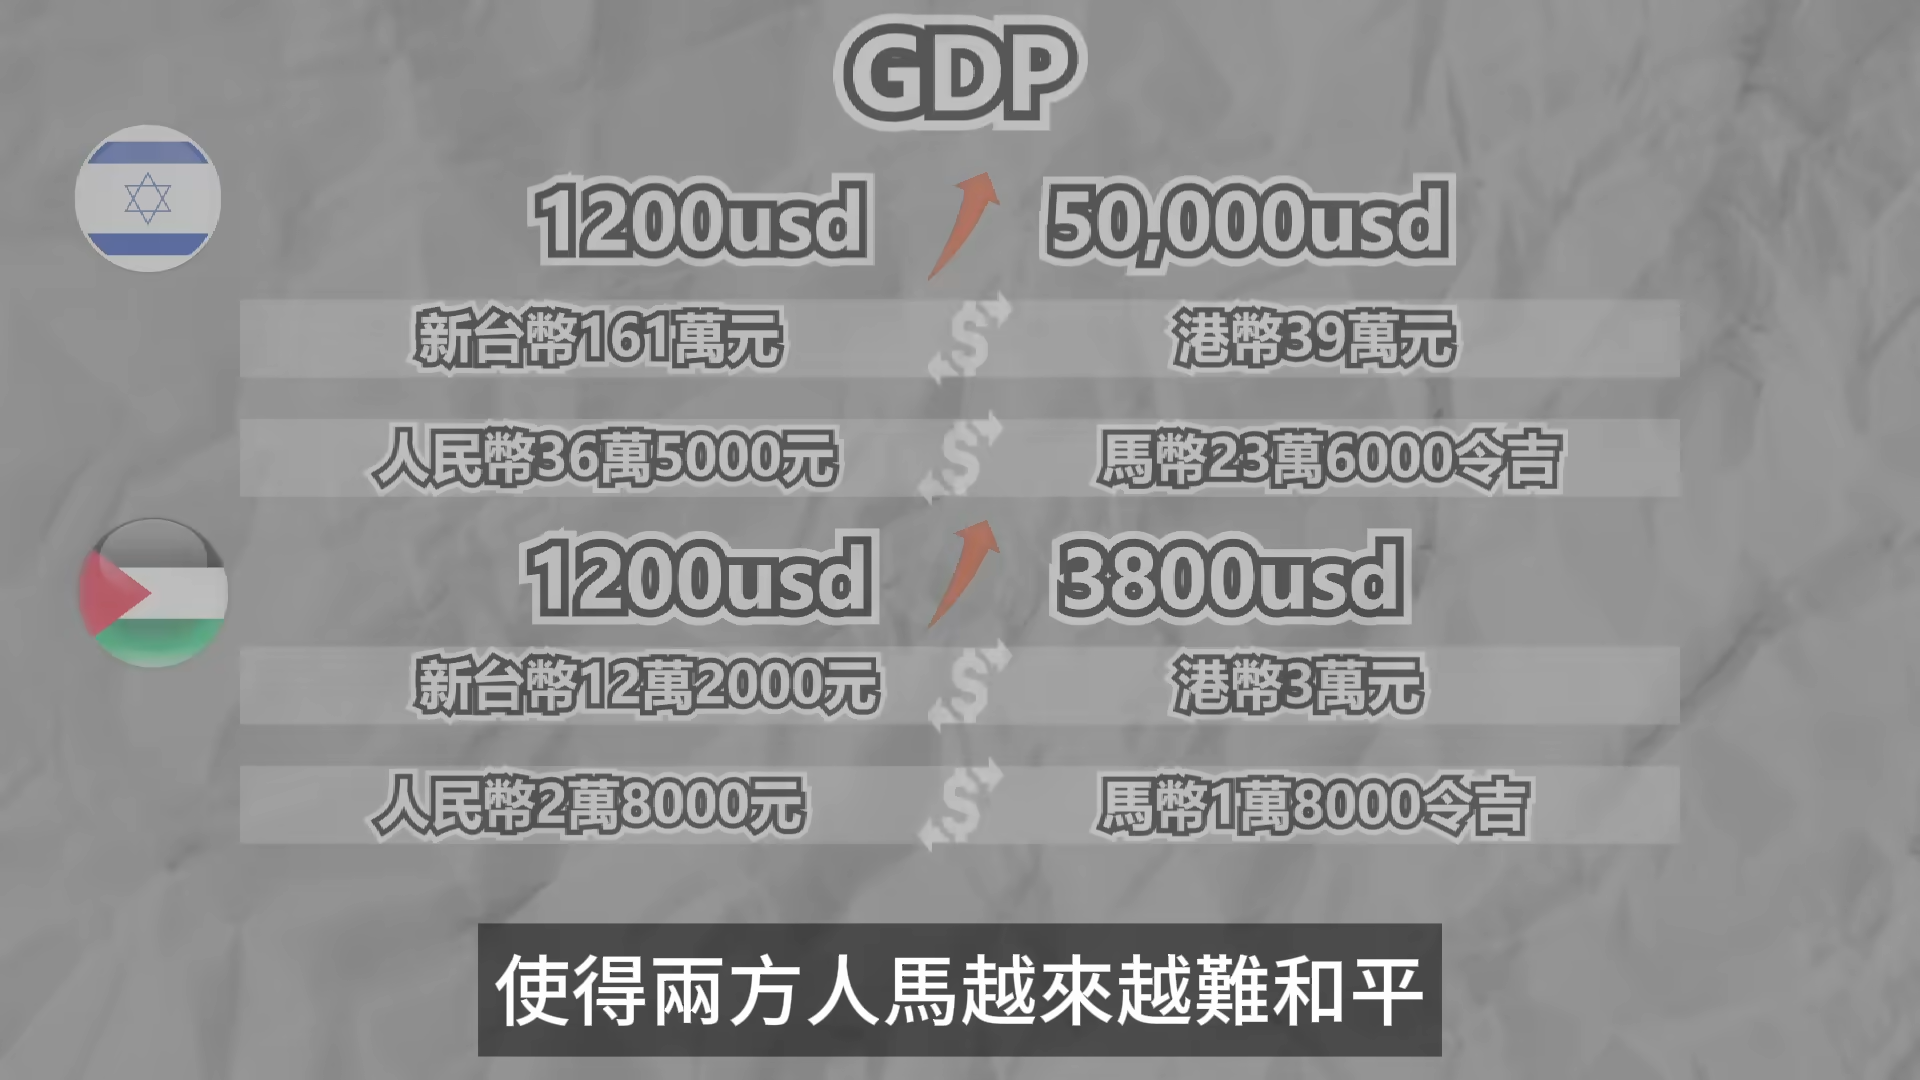 GDP
1200usd 50,000usd
新台幣161萬元 港幣39萬元
人民幣36萬5000元 馬幣23萬6000令吉
1200usd 3800usd
新台幣12萬2000元 港幣3萬元
人民幣2萬8000元 馬幣1萬8000令吉
使得兩方人馬越來越難和平